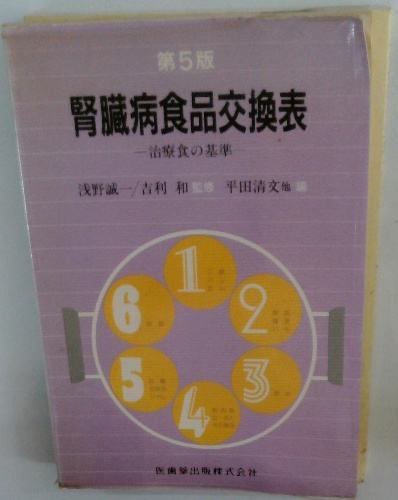 第5版
腎臓病食品交換表
―治療食の基準―
浅野誠一/吉利 和 監修 平田清文他 編
1
2
3
4
5
6
医歯薬出版株式会社